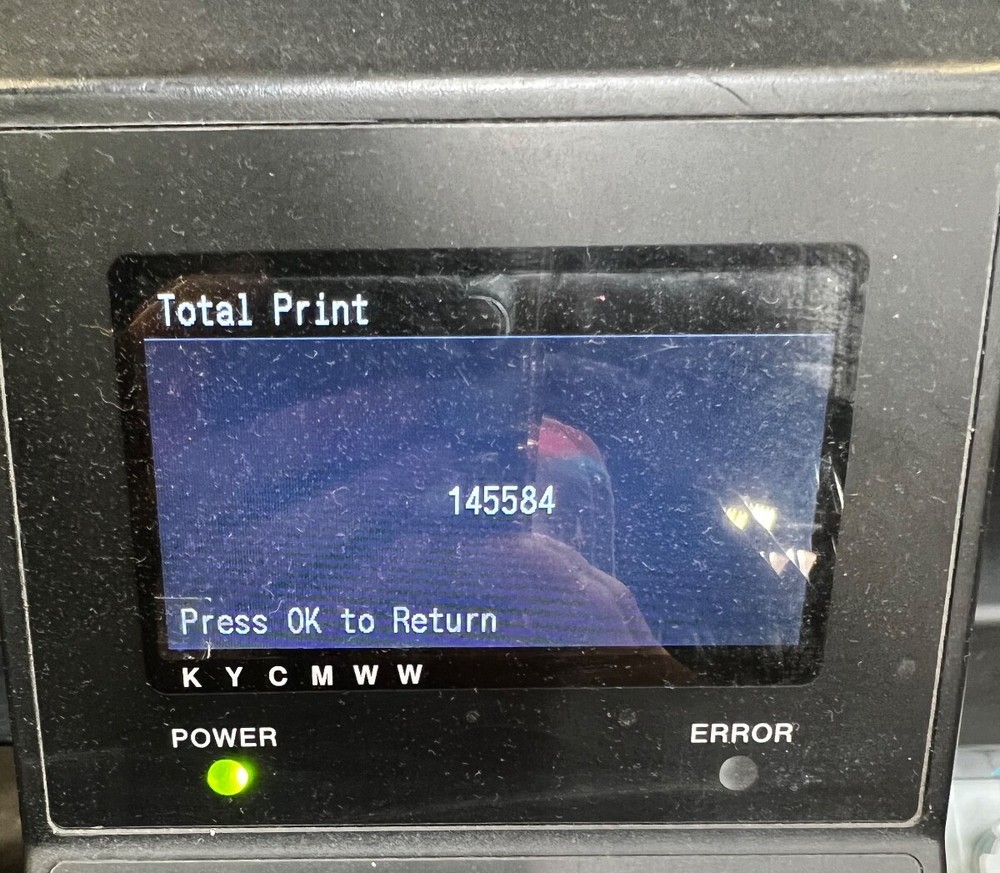 Total Print
145584
Press OK to Return
K Y C M W W
POWER
ERROR